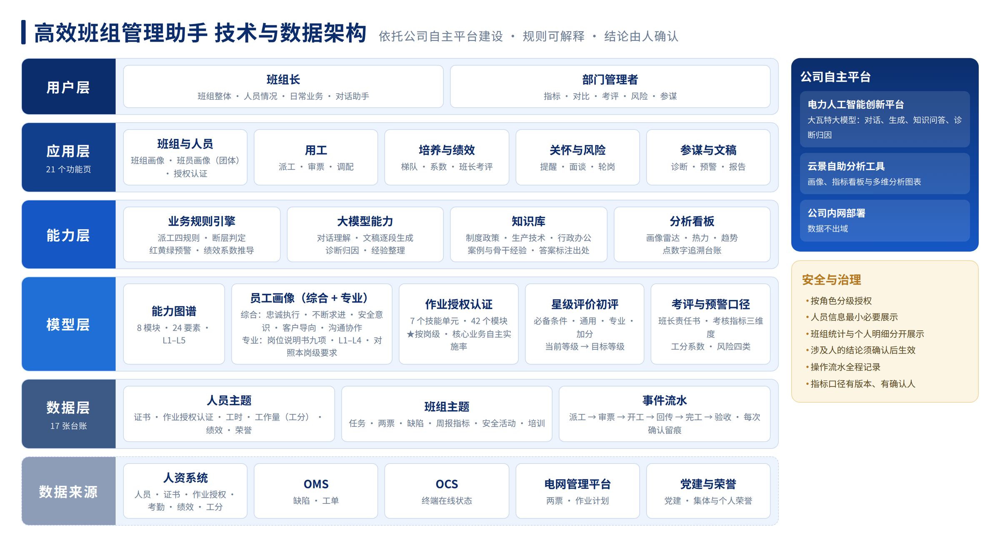 高效班组管理助手 技术与数据架构 依托公司自主平台建设 • 规则可解释 • 结论由人确认
用户层
班组长
班组整体 • 人员情况 • 日常业务 • 对话助手
部门管理者
指标 • 对比 • 考评 • 风险 • 参谋
应用层
21 个功能页
班组与人员
班组画像 • 班员画像（团体）
• 授权认证
用工
派工 • 审票 • 调配
培养与绩效
梯队 • 系数 • 班长考评
关怀与风险
提醒 • 面谈 • 轮岗
参谋与文稿
诊断 • 预警 • 报告
能力层
业务规则引擎
派工四规则 • 断层判定
红黄绿预警 • 绩效系数推导
大模型能力
对话理解 • 文稿逐段生成
诊断归因 • 经验整理
知识库
制度政策 • 生产技术 • 行政办公
案例与骨干经验 • 答案标注出处
分析看板
画像雷达 • 热力 • 趋势
点数字追溯台账
模型层
能力图谱
8 模块 • 24 要素 •
L1–L5
员工画像（综合 + 专业）
综合：忠诚执行 • 不断求进 • 安全意
识 • 客户导向 • 沟通协作
专业：岗位说明书九项 • L1–L4 • 对
照本岗级要求
作业授权认证
7 个技能单元 • 42 个模块
★按岗级 • 核心业务自主实
施率
星级评价初评
必备条件 • 通用 • 专业 •
加分
当前等级 → 目标等级
考评与预警口径
班长责任书 • 考核指标三维
度
工分系数 • 风险四类
数据层
17 张台账
人员主题
证书 • 作业授权认证 • 工时 • 工作量（工分） •
绩效 • 荣誉
班组主题
任务 • 两票 • 缺陷 • 周报指标 • 安全活动 • 培训
事件流水
派工 → 审票 → 开工 → 回传 → 完工 → 验收 • 每次
确认留痕
数据来源
人资系统
人员 • 证书 • 作业授权 •
考勤 • 绩效 • 工分
OMS
缺陷 • 工单
OCS
终端在线状态
电网管理平台
两票 • 作业计划
党建与荣誉
党建 • 集体与个人荣誉
公司自主平台
电力人工智能创新平台
大瓦特大模型：对话、生成、知识问答、诊
断归因
云景自助分析工具
画像、指标看板与多维分析图表
公司内网部署
数据不出域
安全与治理
• 按角色分级授权
• 人员信息最小必要展示
• 班组统计与个人明细分开展示
• 涉及人的结论须确认后生效
• 操作流水全程记录
• 指标口径有版本、有确认人